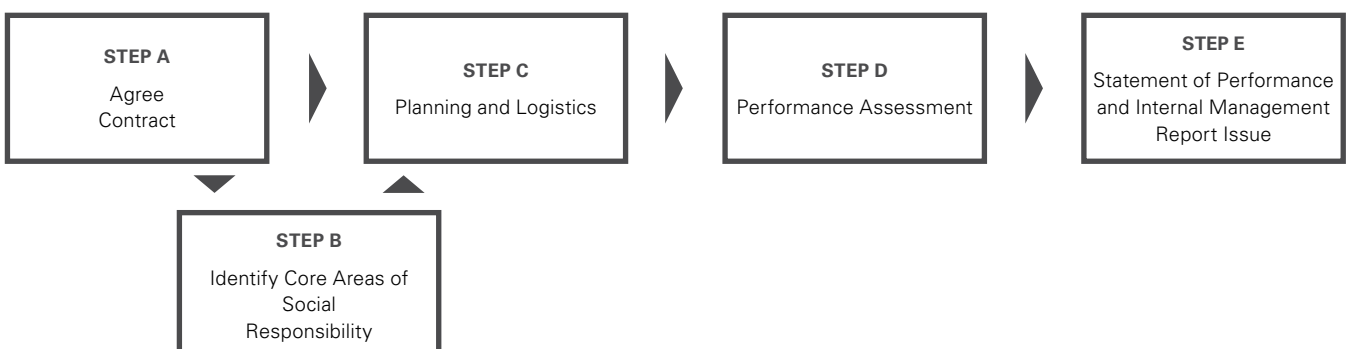 STEP A
Agree
Contract
STEP C
Planning and Logistics
STEP D
Performance Assessment
STEP E
Statement of Performance
and Internal Management
Report Issue
STEP B
Identify Core Areas of
Social
Responsibility